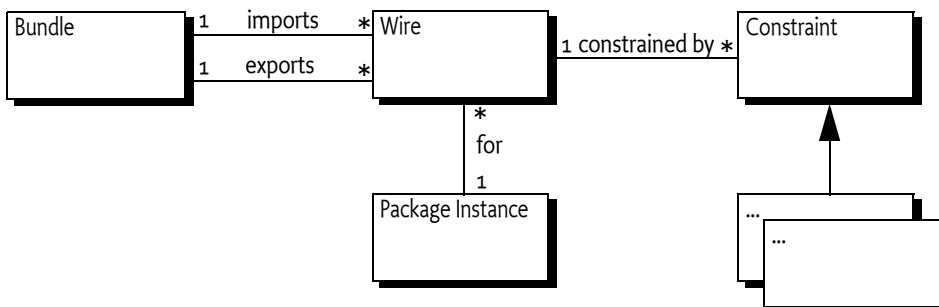 Bundle
1 imports *
Wire
1 constrained by *
Constraint
1 exports *
*
for
1
Package Instance
...
...